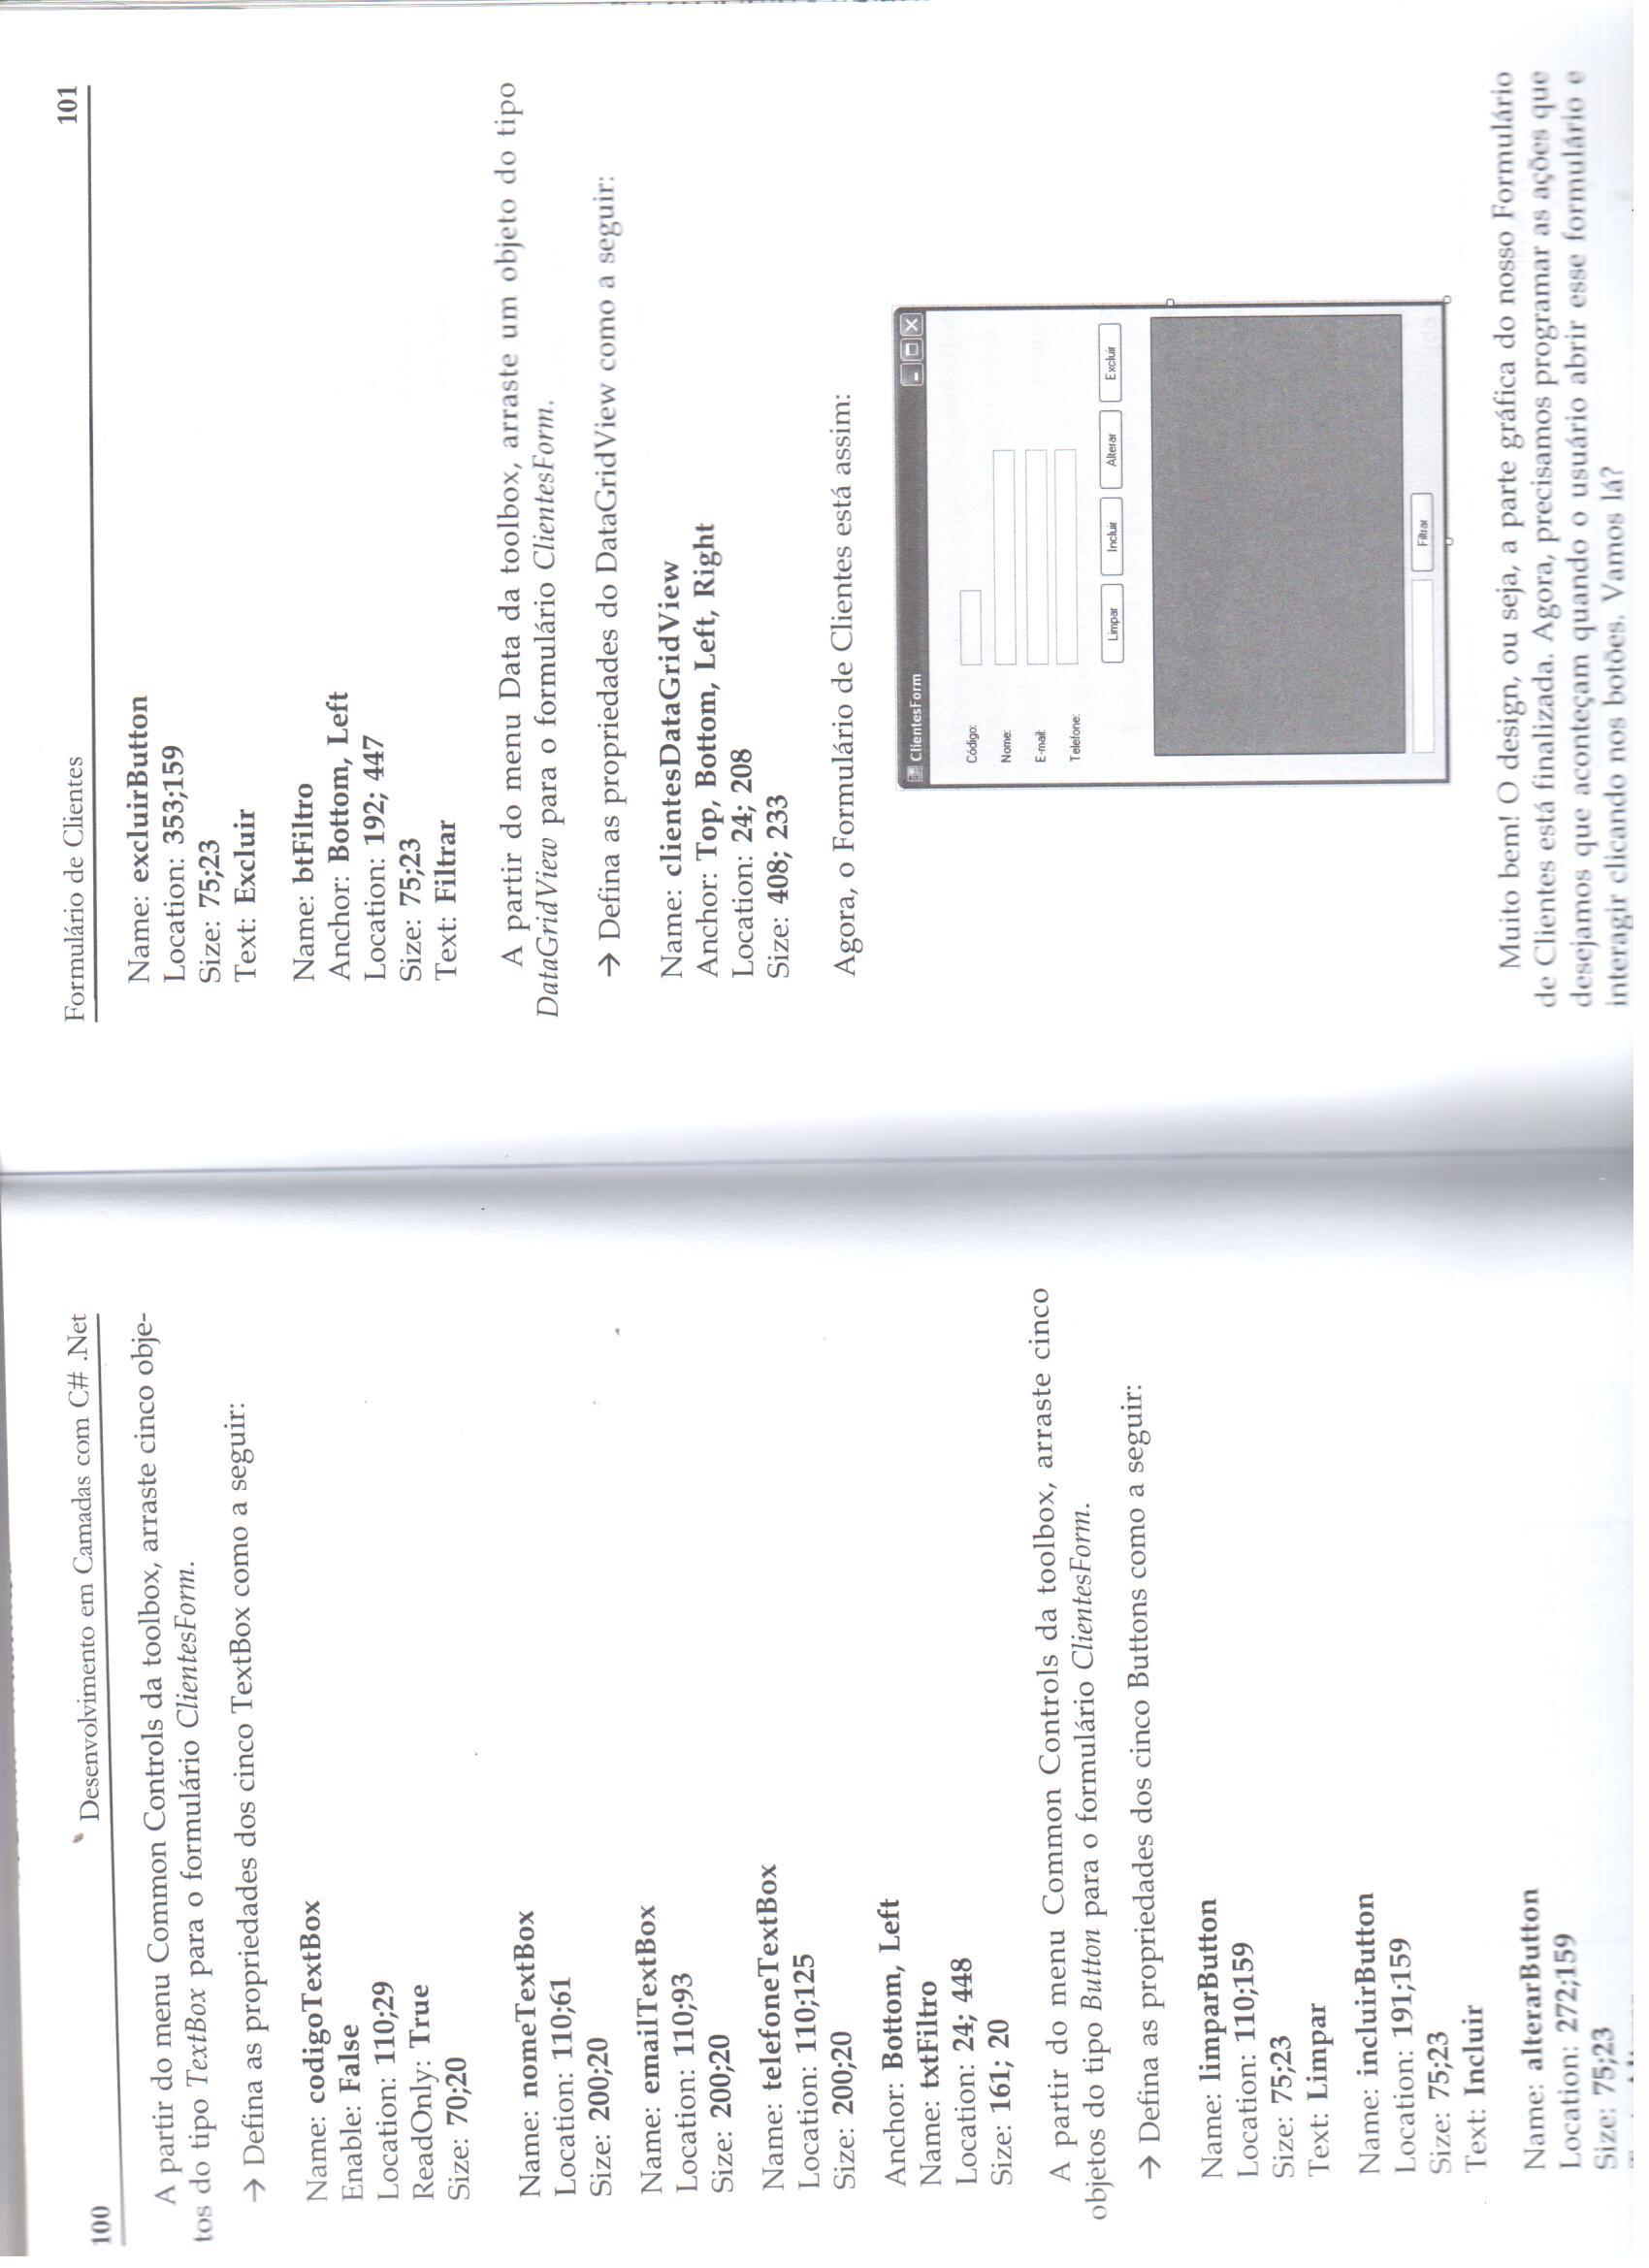 100
Desenvolvimento em Camadas com C# .Net
A partir do menu Common Controls da toolbox, arraste cinco obje-
tos do tipo TextBox para o formulário ClientesForm.
→ Defina as propriedades dos cinco TextBox como a seguir:
Name: codigoTextBox
Enable: False
Location: 110;29
ReadOnly: True
Size: 70;20
Name: nomeTextBox
Location: 110;61
Size: 200;20
Name: emailTextBox
Location: 110;93
Size: 200;20
Name: telefoneTextBox
Location: 110;125
Size: 200;20
Anchor: Bottom, Left
Name: txtFiltro
Location: 24; 448
Size: 161; 20
A partir do menu Common Controls da toolbox, arraste cinco
objetos do tipo Button para o formulário ClientesForm.
→ Defina as propriedades dos cinco Buttons como a seguir:
Name: limparButton
Location: 110;159
Size: 75;23
Text: Limpar
Name: incluirButton
Location: 191;159
Size: 75;23
Text: Incluir
Name: alterarButton
Location: 272;159
Size: 75;23
Formulário de Clientes
101
Name: excluirButton
Location: 353;159
Size: 75;23
Text: Excluir
Name: btFiltro
Anchor: Bottom, Left
Location: 192; 447
Size: 75;23
Text: Filtrar
A partir do menu Data da toolbox, arraste um objeto do tipo
DataGridView para o formulário ClientesForm.
→ Defina as propriedades do DataGridView como a seguir:
Name: clientesDataGridView
Anchor: Top, Bottom, Left, Right
Location: 24; 208
Size: 408; 233
Agora, o Formulário de Clientes está assim:
ClientesForm
Código:
Nome:
E-mail:
Telefone:
Limpar Incluir Alterar Excluir
Filtrar
Muito bem! O design, ou seja, a parte gráfica do nosso Formulário
de Clientes está finalizada. Agora, precisamos programar as ações que
desejamos que aconteçam quando o usuário abrir esse formulário e
interagir clicando nos botões. Vamos lá?